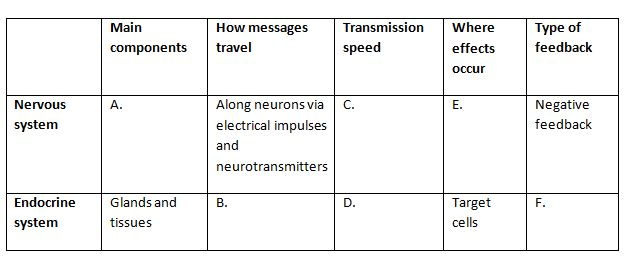 Main components
How messages travel
Transmission speed
Where effects occur
Type of feedback
Nervous system
A.
Along neurons via electrical impulses and neurotransmitters
C.
E.
Negative feedback
Endocrine system
Glands and tissues
B.
D.
Target cells
F.